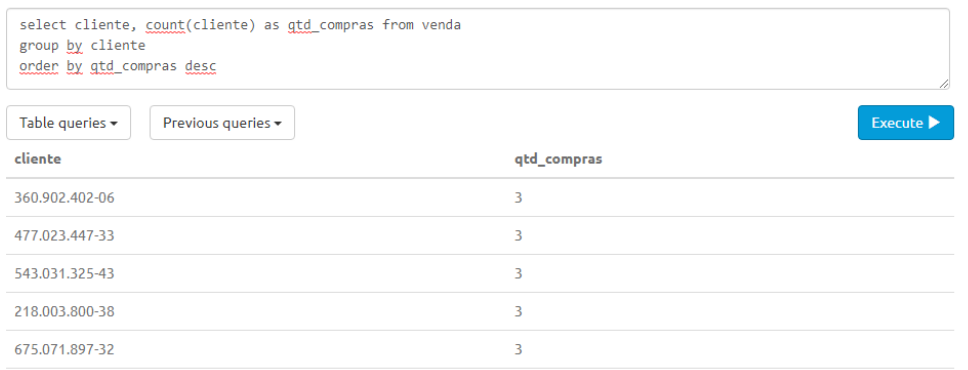 select cliente, count(cliente) as qtd_compras from venda
group by cliente
order by qtd_compras desc
Table queries Previous queries Execute
cliente qtd_compras
360.902.402-06 3
477.023.447-33 3
543.031.325-43 3
218.003.800-38 3
675.071.897-32 3